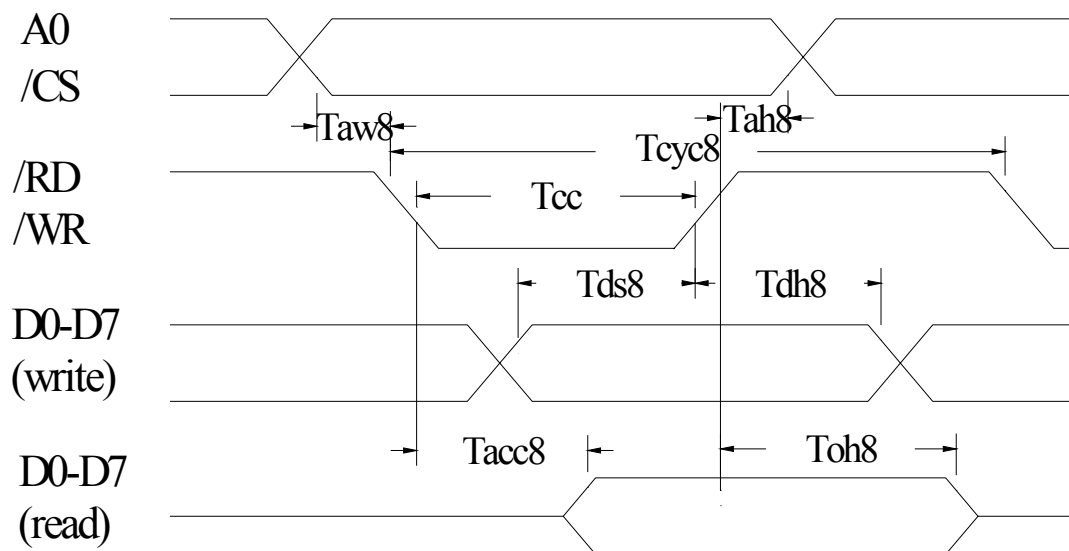 A0
/CS
Taw8
Tah8
Tcyc8
/RD
Tcc
/WR
Tds8
Tdh8
D0-D7
(write)
Tacc8
Toh8
D0-D7
(read)